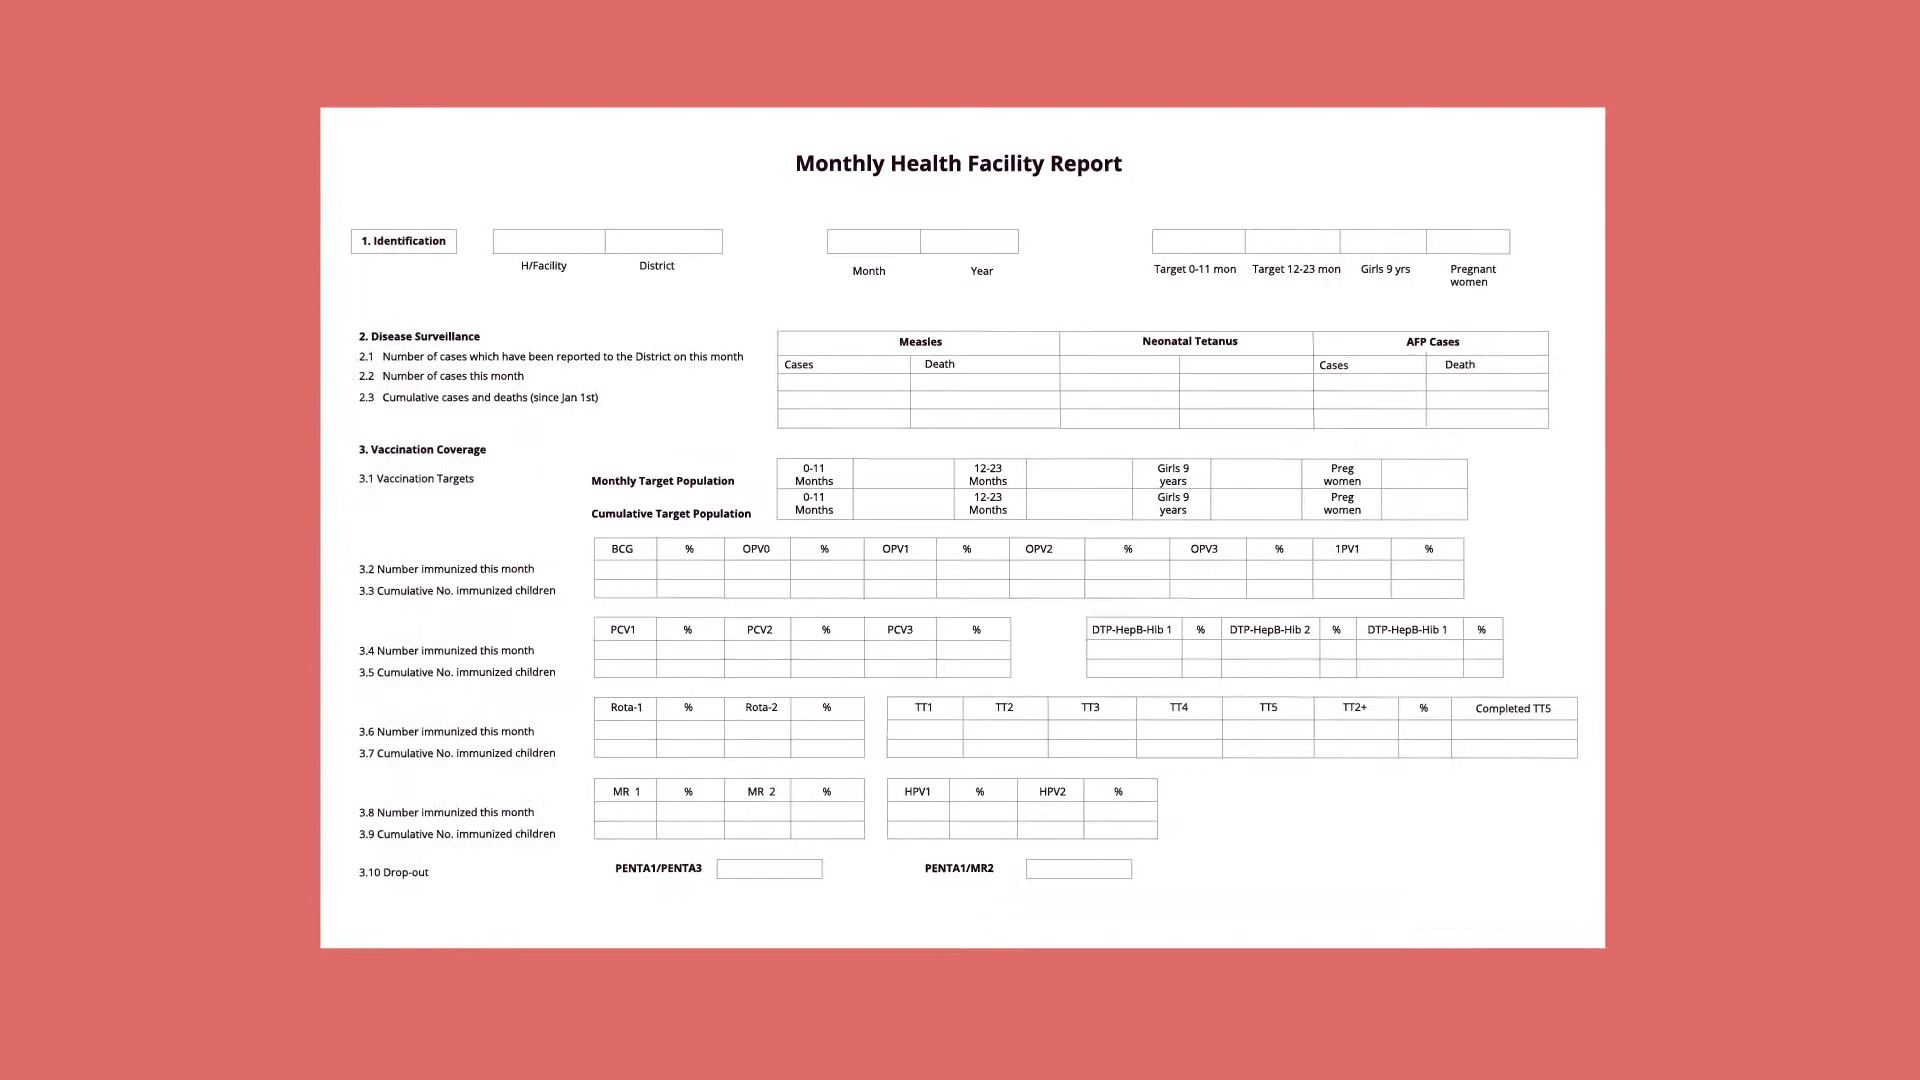 Monthly Health Facility Report
1. Identification
H/Facility District
Month Year
Target 0-11 mon Target 12-23 mon Girls 9 yrs Pregnant
women
2. Disease Surveillance
2.1 Number of cases which have been reported to the District on this month
2.2 Number of cases this month
2.3 Cumulative cases and deaths (since Jan 1st)
Measles Neonatal Tetanus AFP Cases
Cases Death Cases Death
3. Vaccination Coverage
3.1 Vaccination Targets
Monthly Target Population
0-11
Months
12-23
Months
Girls 9
years
Preg
women
Cumulative Target Population
0-11
Months
12-23
Months
Girls 9
years
Preg
women
BCG % OPV0 % OPV1 % OPV2 % OPV3 % 1PV1 %
3.2 Number immunized this month
3.3 Cumulative No. immunized children
PCV1 % PCV2 % PCV3 % DTP-HepB-Hib 1 % DTP-HepB-Hib 2 % DTP-HepB-Hib 1 %
3.4 Number immunized this month
3.5 Cumulative No. immunized children
Rota-1 % Rota-2 % TT1 TT2 TT3 TT4 TT5 TT2+ % Completed TT5
3.6 Number immunized this month
3.7 Cumulative No. immunized children
MR 1 % MR 2 % HPV1 % HPV2 %
3.8 Number immunized this month
3.9 Cumulative No. immunized children
3.10 Drop-out PENTA1/PENTA3 PENTA1/MR2